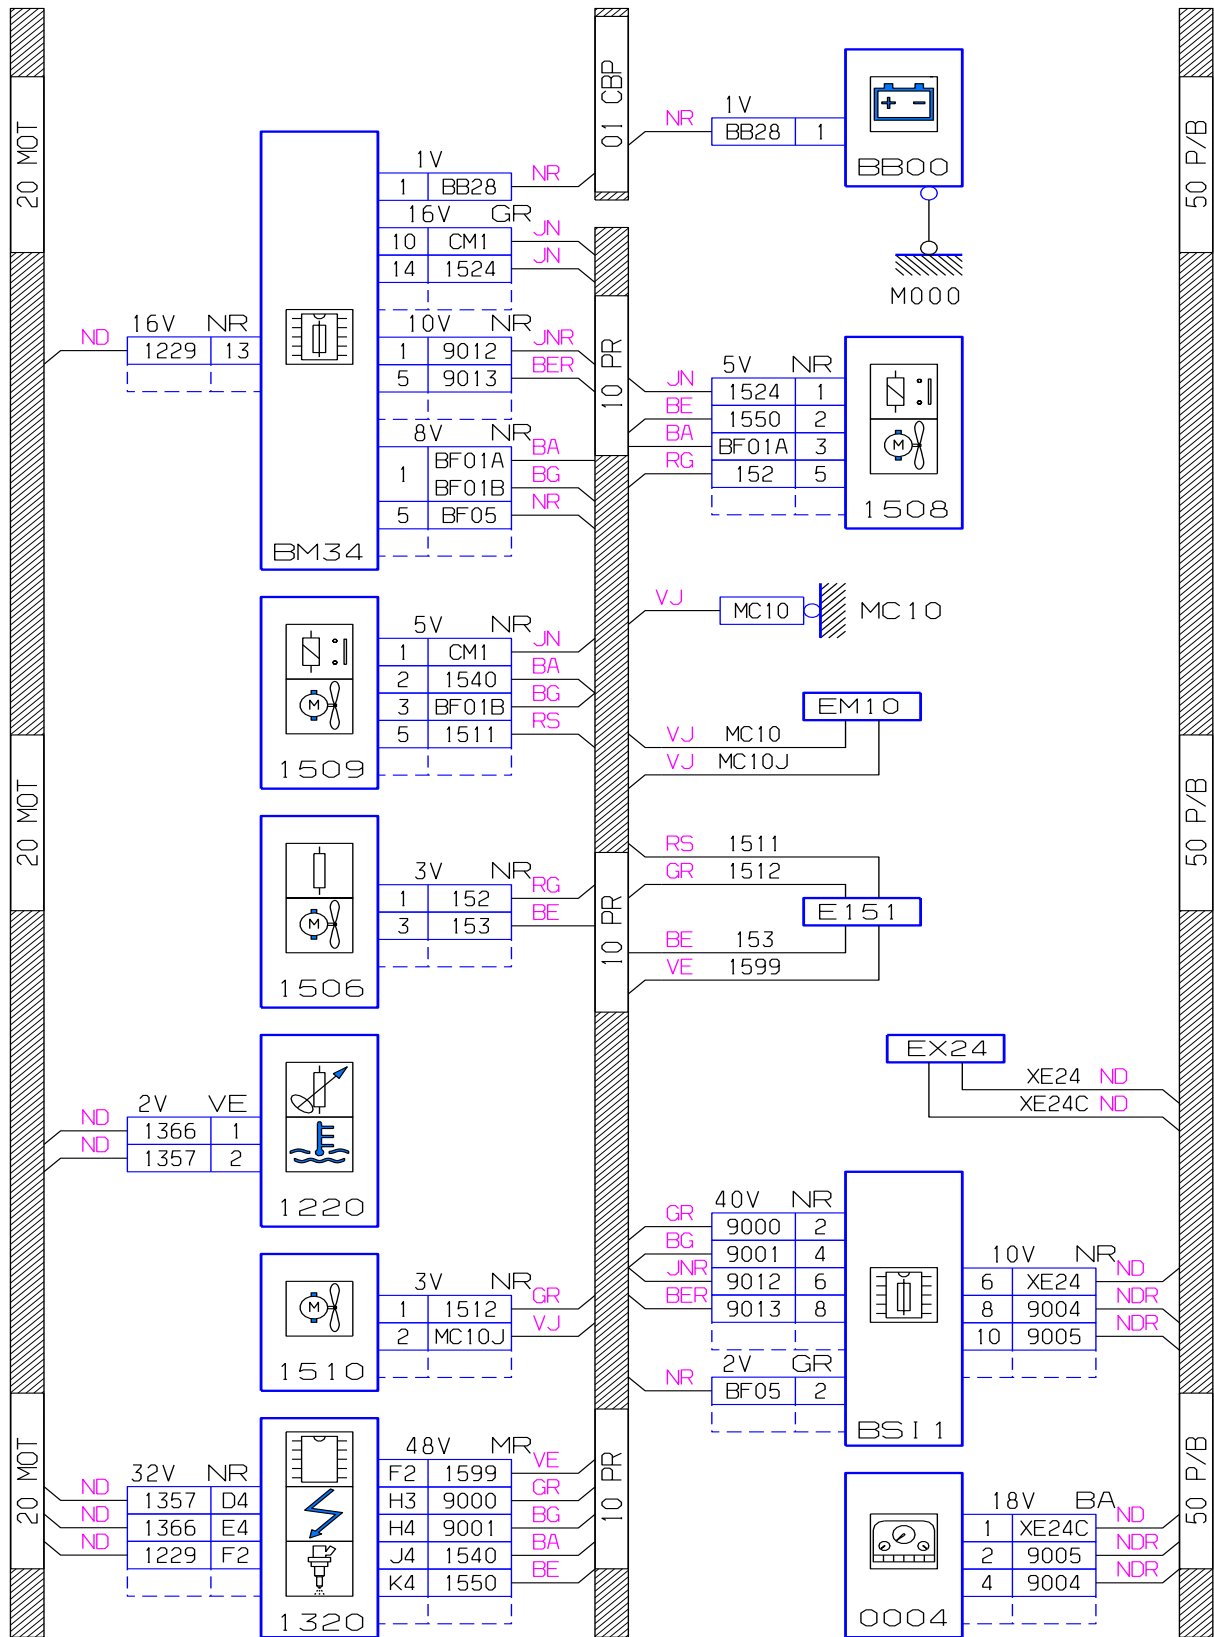 20 MOT
20 MOT
20 MOT
01 CBP
10 PR
10 PR
10 PR
50 P/B
50 P/B
50 P/B
1V
1 BB28 NR
16V GR
10 CM1 JN
14 1524 JN
10V NR
1 9012 JNR
5 9013 BER
8V NR
1 BF01A BA
BF01B BG
5 BF05 NR
16V NR
ND 1229 13
BM34
5V NR
1 CM1 JN
2 1540 BA
3 BF01B BG
5 1511 RS
1509
3V NR
1 152 RG
3 153 BE
1506
2V VE
ND 1366 1
ND 1357 2
1220
3V NR
1 1512 GR
2 MC10J VJ
1510
32V NR
ND 1357 D4
ND 1366 E4
ND 1229 F2
48V MR
F2 1599 VE
H3 9000 GR
H4 9001 BG
J4 1540 BA
K4 1550 BE
1320
1V
NR BB28 1
BB00
M000
5V NR
JN 1524 1
BE 1550 2
BA BF01A 3
RG 152 5
1508
VJ MC10 MC10
EM10
VJ MC10
VJ MC10J
RS 1511
GR 1512
E151
BE 153
VE 1599
EX24
XE24 ND
XE24C ND
40V NR
GR 9000 2
BG 9001 4
JNR 9012 6
BER 9013 8
2V GR
NR BF05 2
10V NR
6 XE24 ND
8 9004 NDR
10 9005 NDR
BSI1
18V BA
1 XE24C ND
2 9005 NDR
4 9004 NDR
0004
M
M
M
M